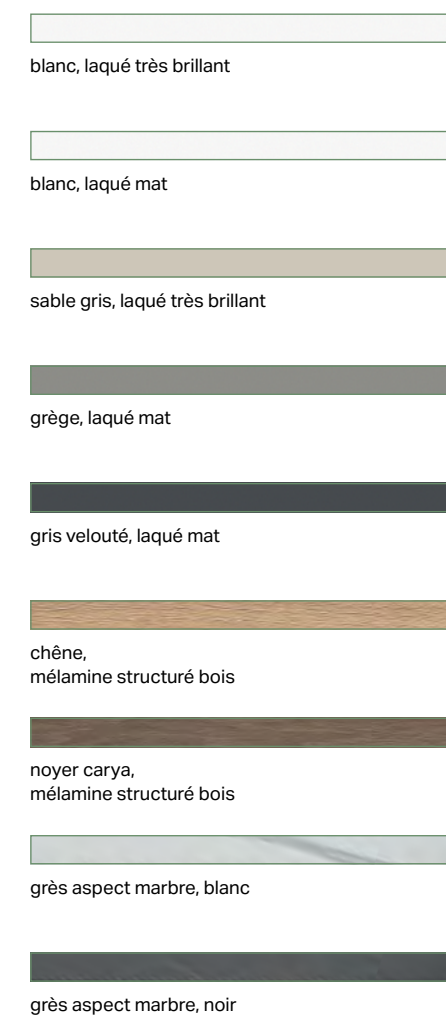 blanc, laqué très brillant
blanc, laqué mat
sable gris, laqué très brillant
grège, laqué mat
gris velouté, laqué mat
chêne,
mélamine structuré bois
noyer carya,
mélamine structuré bois
grès aspect marbre, blanc
grès aspect marbre, noir